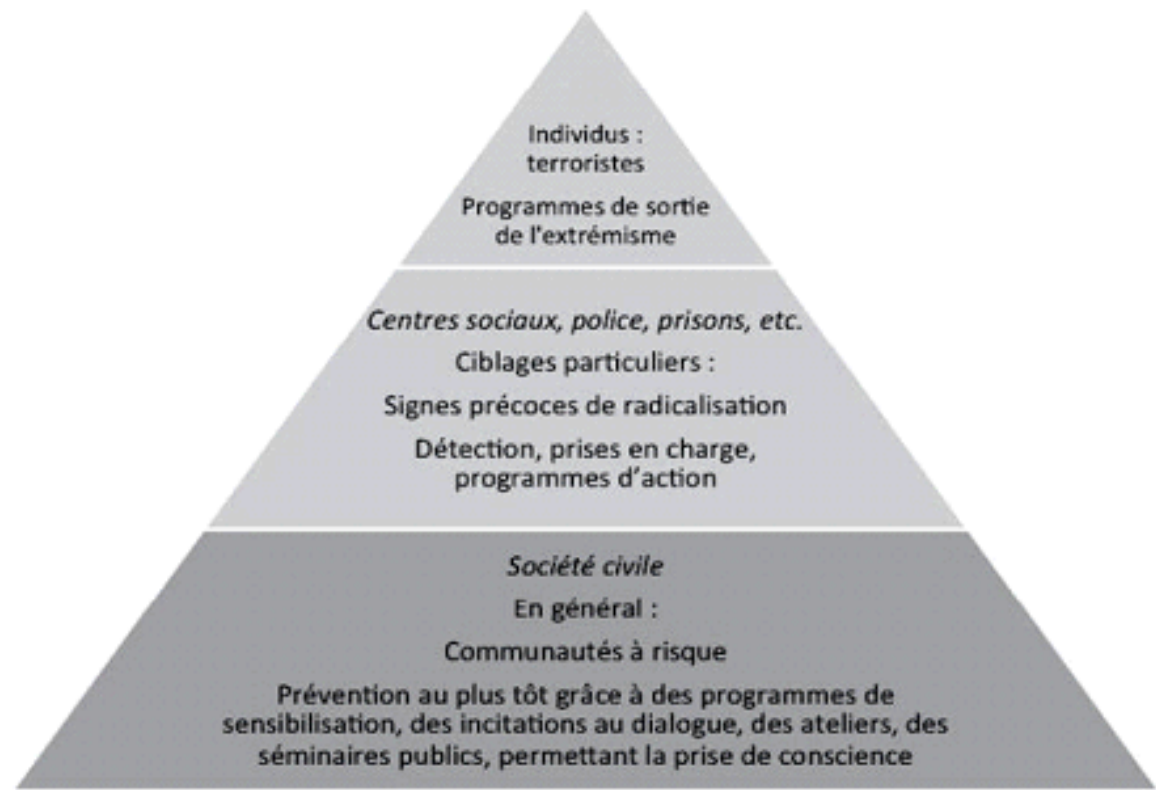 Individus :
terroristes
Programmes de sortie
de l'extrémisme
Centres sociaux, police, prisons, etc.
Ciblages particuliers :
Signes précoces de radicalisation
Détection, prises en charge,
programmes d’action
Société civile
En général :
Communautés à risque
Prévention au plus tôt grâce à des programmes de
sensibilisation, des incitations au dialogue, des ateliers, des
séminaires publics, permettant la prise de conscience